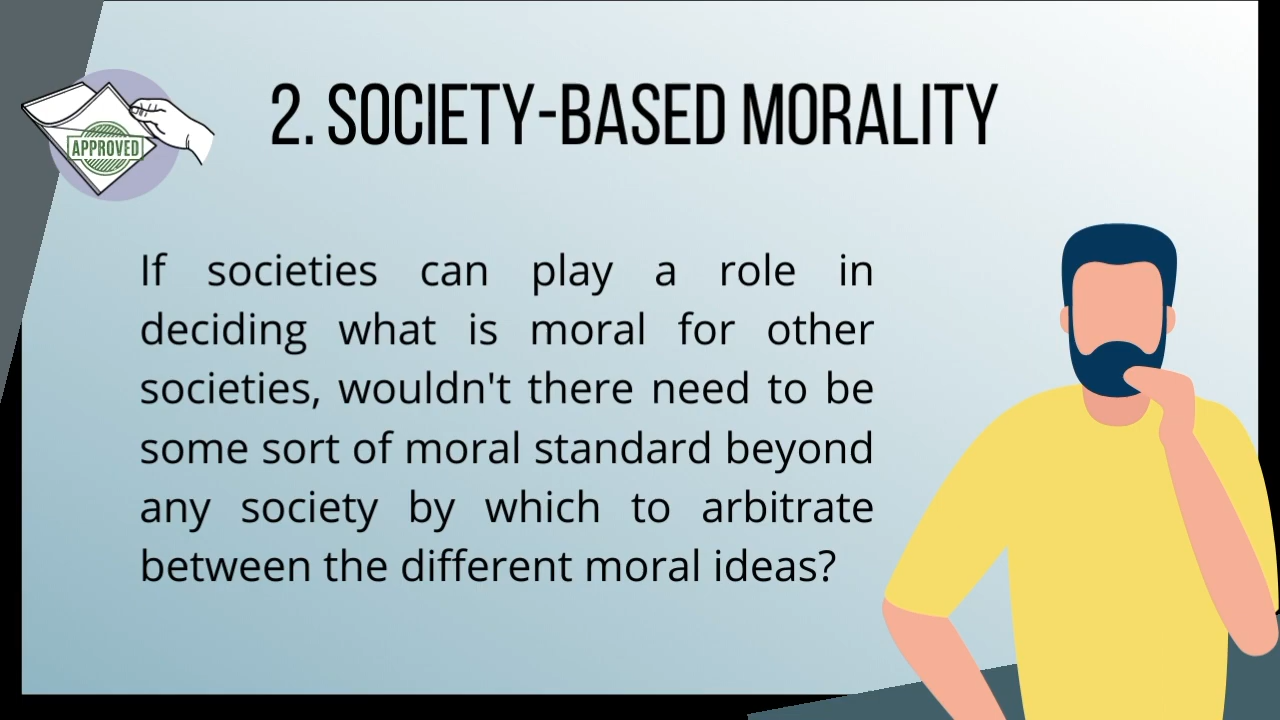 APPROVED
2. SOCIETY-BASED MORALITY
If societies can play a role in
deciding what is moral for other
societies, wouldn't there need to be
some sort of moral standard beyond
any society by which to arbitrate
between the different moral ideas?